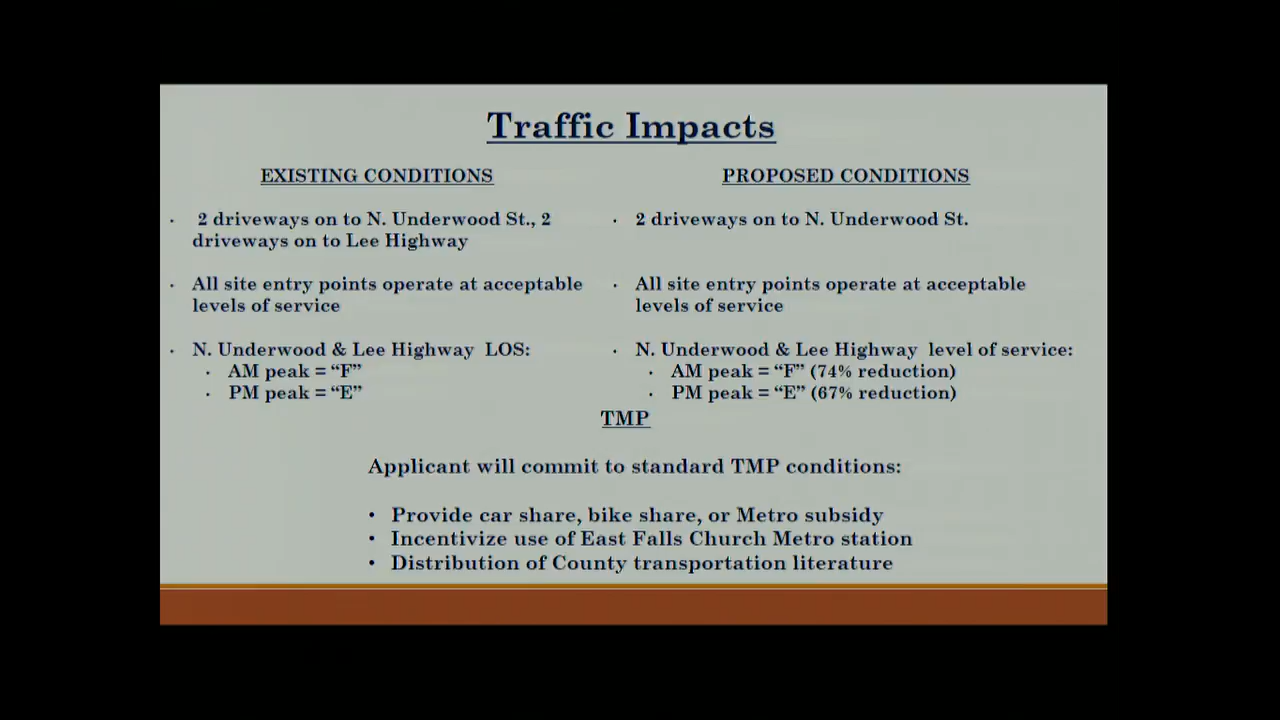 Traffic Impacts
EXISTING CONDITIONS
· 2 driveways on to N. Underwood St., 2
driveways on to Lee Highway
· All site entry points operate at acceptable
levels of service
· N. Underwood & Lee Highway LOS:
· AM peak = “F”
· PM peak = “E”
PROPOSED CONDITIONS
· 2 driveways on to N. Underwood St.
· All site entry points operate at acceptable
levels of service
· N. Underwood & Lee Highway level of service:
· AM peak = “F” (74% reduction)
· PM peak = “E” (67% reduction)
TMP
Applicant will commit to standard TMP conditions:
• Provide car share, bike share, or Metro subsidy
• Incentivize use of East Falls Church Metro station
• Distribution of County transportation literature